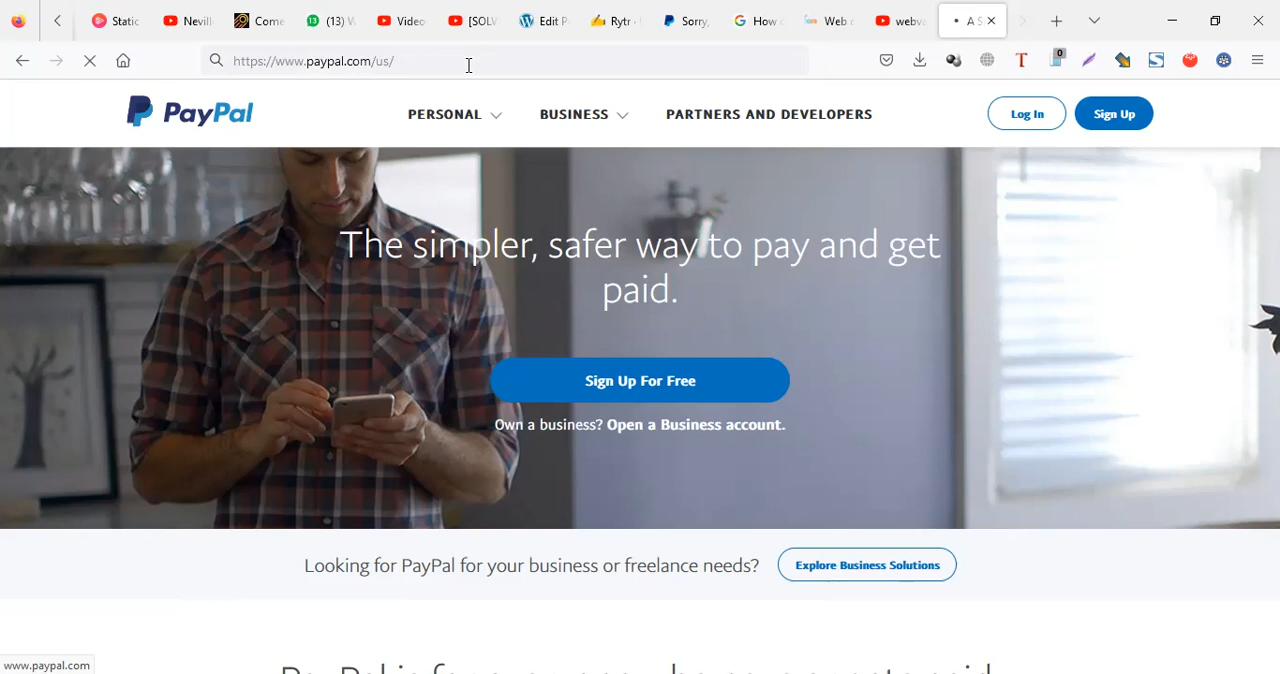 Static
Nevill
Come
(13) W
Video
[SOLV
Edit P
Rytr -
Sorry,
How
Web
webva
A S
https://www.paypal.com/us/
0
T
S
PayPal
PERSONAL
BUSINESS
PARTNERS AND DEVELOPERS
Log In
Sign Up
The simpler, safer way to pay and get
paid.
Sign Up For Free
Own a business? Open a Business account.
Looking for PayPal for your business or freelance needs?
Explore Business Solutions
www.paypal.com